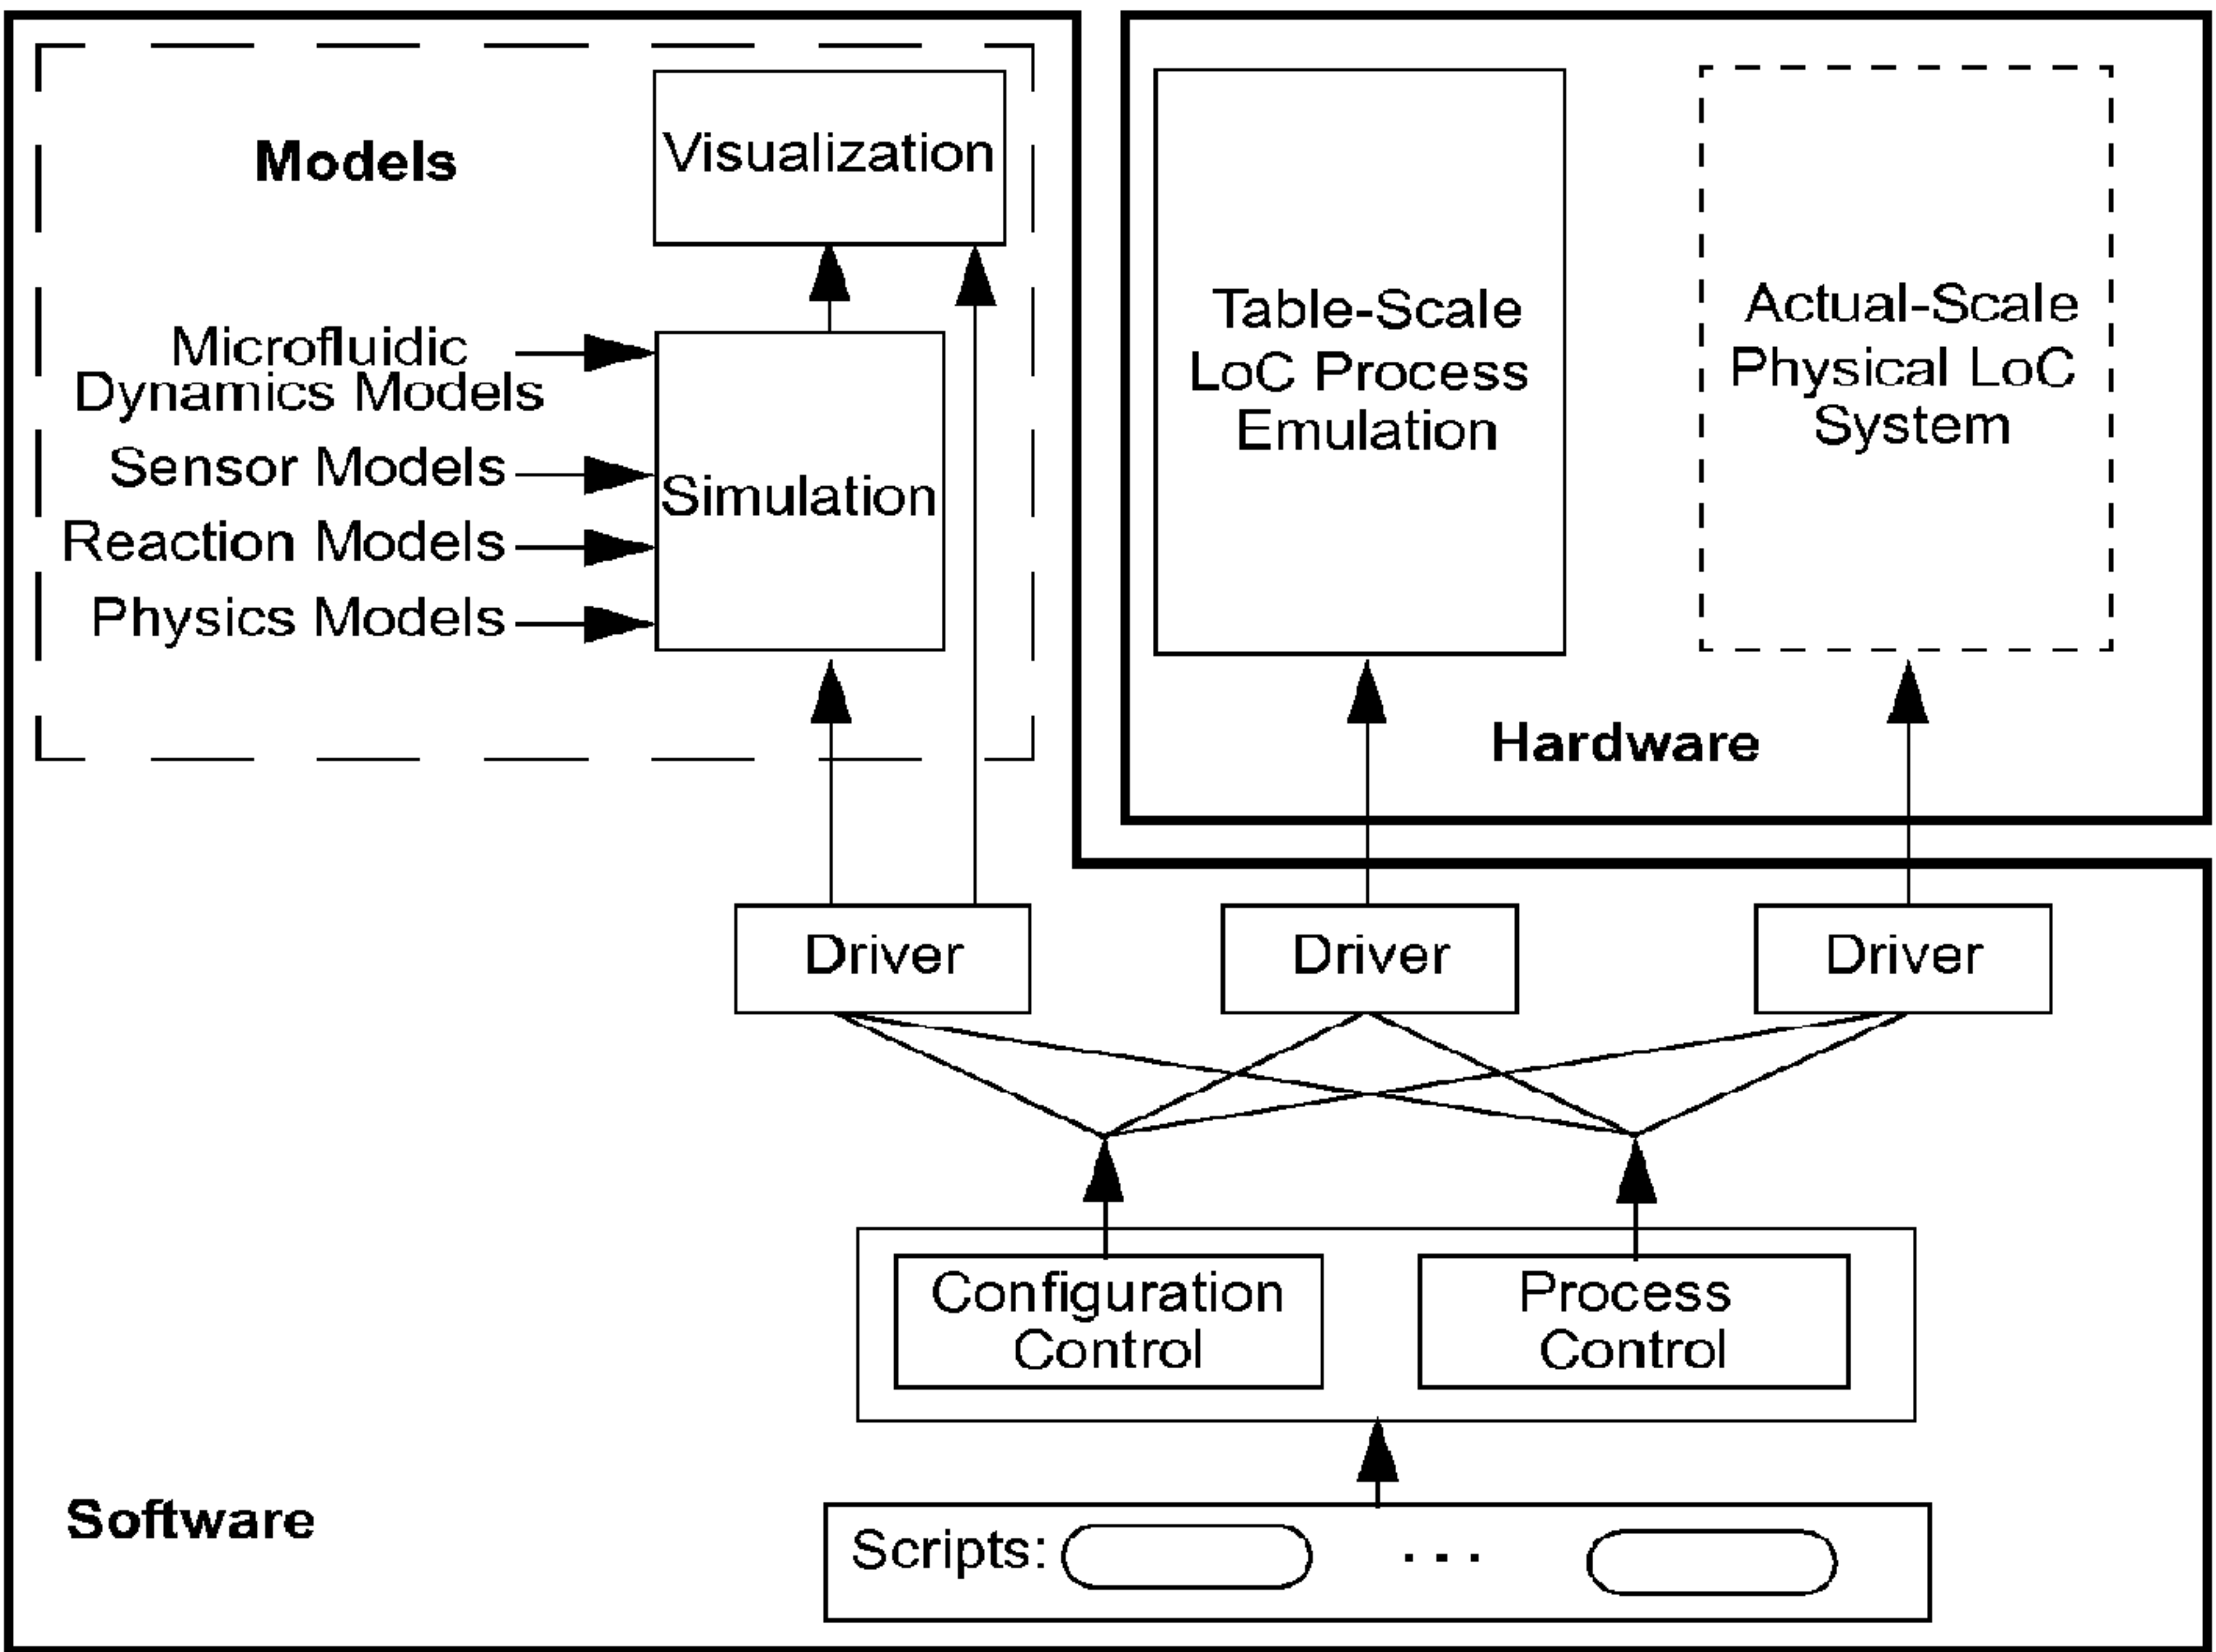 Models
Visualization
Microfluidic
Dynamics Models
Sensor Models
Reaction Models
Physics Models
Simulation
Table-Scale
LoC Process
Emulation
Actual-Scale
Physical LoC
System
Hardware
Driver
Driver
Driver
Configuration
Control
Process
Control
Software
Scripts: ...